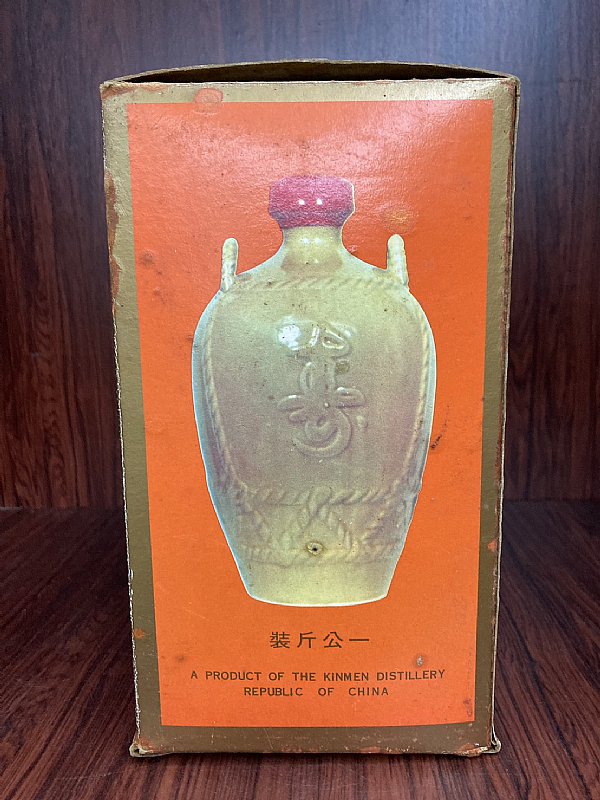 一公斤裝
A PRODUCT OF THE KINMEN DISTILLERY
REPUBLIC OF CHINA